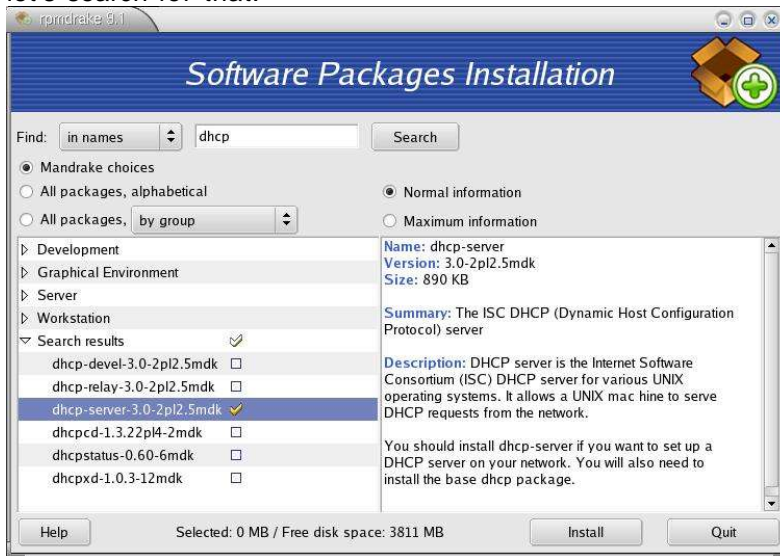 let's search for that.
rpmdrake 9.1
Software Packages Installation
Find: in names dhcp Search
Mandrake choices
All packages, alphabetical
Normal information
All packages, by group
Maximum information
Development
Graphical Environment
Server
Workstation
Search results
dhcp-devel-3.0-2pl2.5mdk
dhcp-relay-3.0-2pl2.5mdk
dhcp-server-3.0-2pl2.5mdk
dhcpcd-1.3.22pl4-2mdk
dhcpstatus-0.60-6mdk
dhcpxd-1.0.3-12mdk
Name: dhcp-server
Version: 3.0-2pl2.5mdk
Size: 890 KB
Summary: The ISC DHCP (Dynamic Host Configuration
Protocol) server
Description: DHCP server is the Internet Software
Consortium (ISC) DHCP server for various UNIX
operating systems. It allows a UNIX mac hine to serve
DHCP requests from the network.
You should install dhcp-server if you want to set up a
DHCP server on your network. You will also need to
install the base dhcp package.
Help Selected: 0 MB / Free disk space: 3811 MB Install Quit